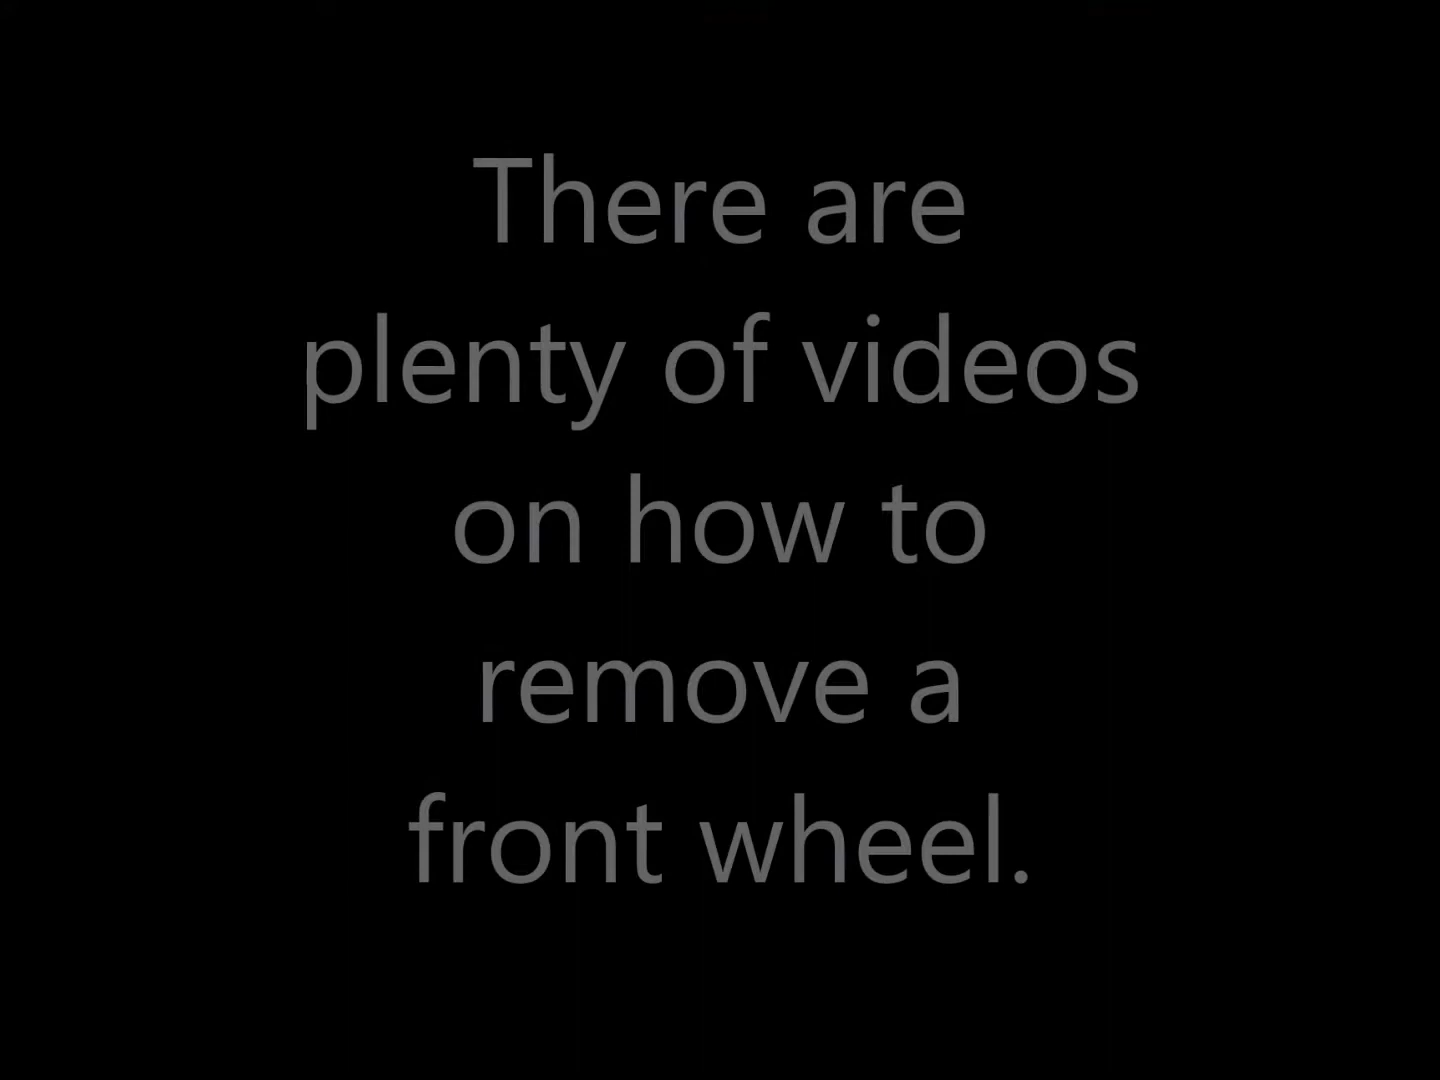 There are
plenty of videos
on how to
remove a
front wheel.